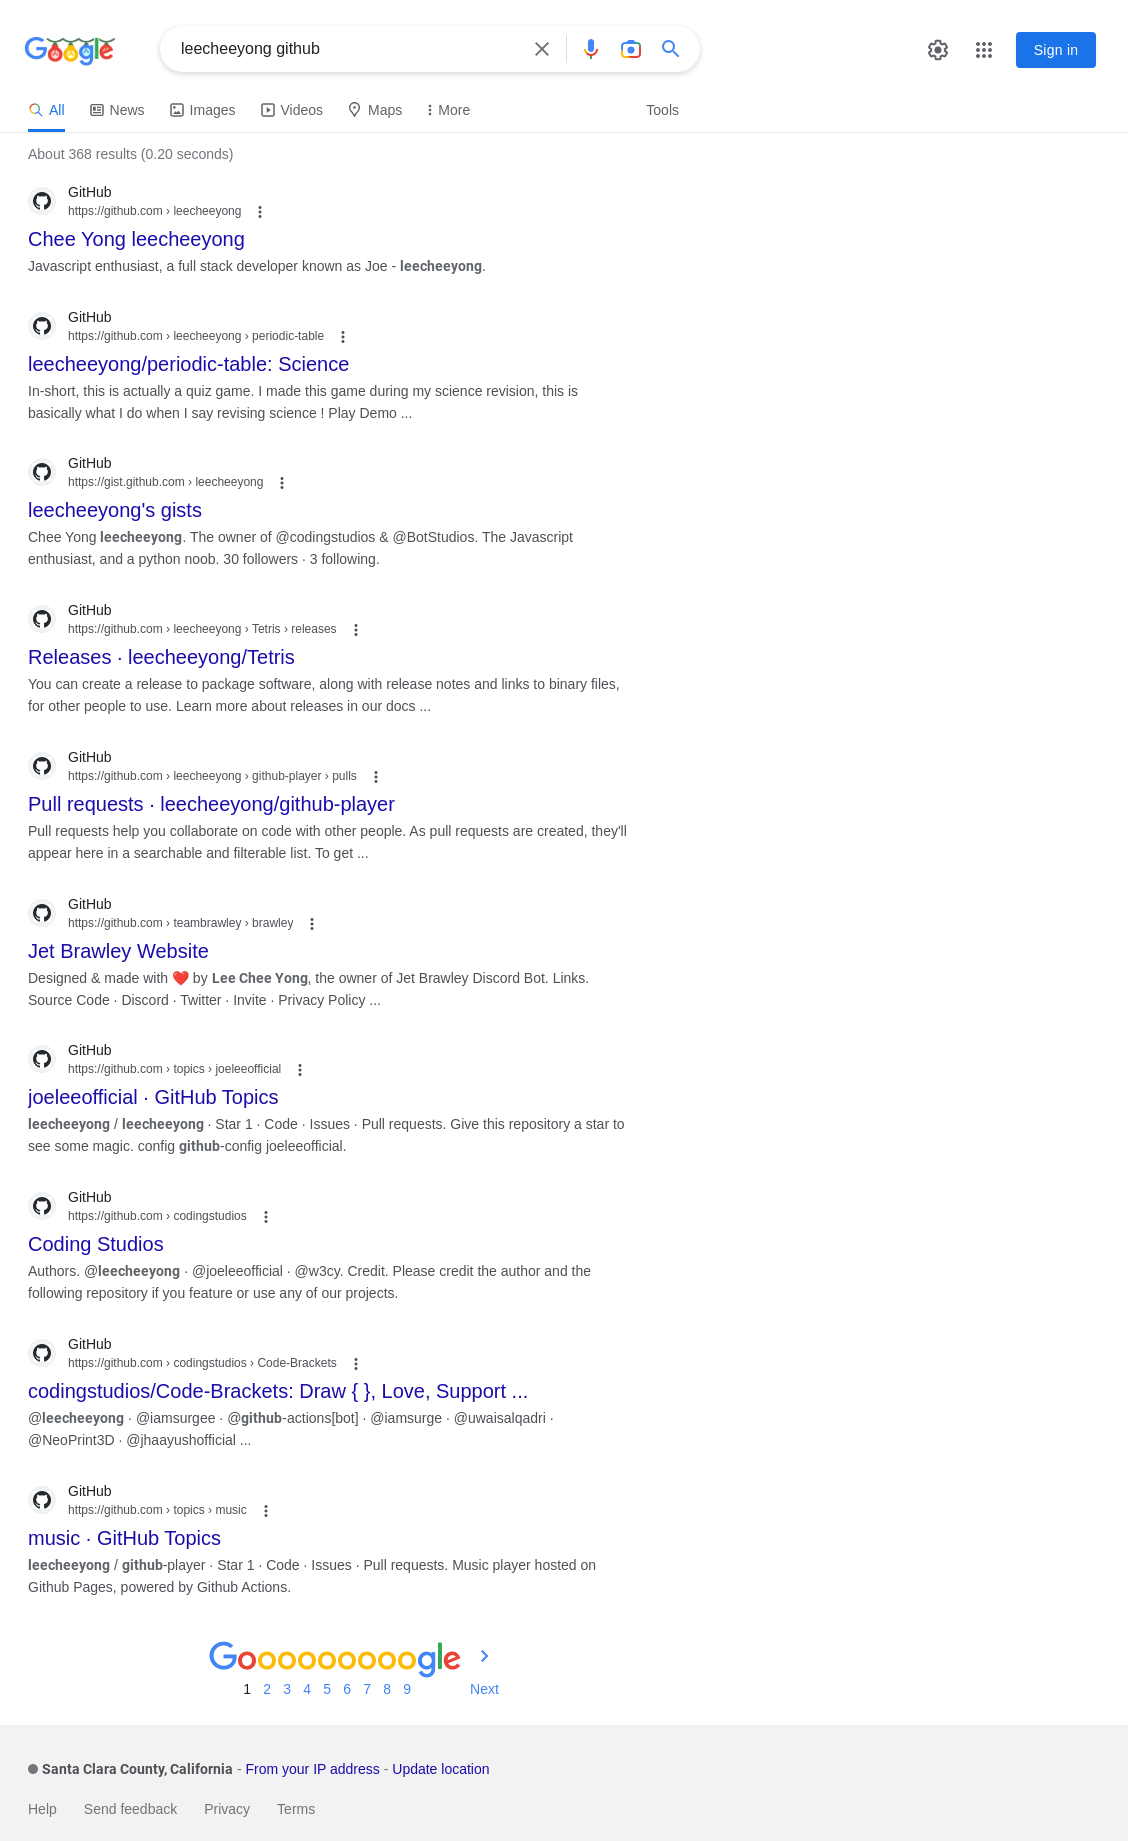 Google
leecheeyong github
Sign in
All News Images Videos Maps More Tools
About 368 results (0.20 seconds)
GitHub
https://github.com › leecheeyong
Chee Yong leecheeyong
Javascript enthusiast, a full stack developer known as Joe - leecheeyong.
GitHub
https://github.com › leecheeyong › periodic-table
leecheeyong/periodic-table: Science
In-short, this is actually a quiz game. I made this game during my science revision, this is
basically what I do when I say revising science ! Play Demo ...
GitHub
https://gist.github.com › leecheeyong
leecheeyong's gists
Chee Yong leecheeyong. The owner of @codingstudios & @BotStudios. The Javascript
enthusiast, and a python noob. 30 followers · 3 following.
GitHub
https://github.com › leecheeyong › Tetris › releases
Releases · leecheeyong/Tetris
You can create a release to package software, along with release notes and links to binary files,
for other people to use. Learn more about releases in our docs ...
GitHub
https://github.com › leecheeyong › github-player › pulls
Pull requests · leecheeyong/github-player
Pull requests help you collaborate on code with other people. As pull requests are created, they'll
appear here in a searchable and filterable list. To get ...
GitHub
https://github.com › teambrawley › brawley
Jet Brawley Website
Designed & made with ❤️ by Lee Chee Yong, the owner of Jet Brawley Discord Bot. Links.
Source Code · Discord · Twitter · Invite · Privacy Policy ...
GitHub
https://github.com › topics › joeleeofficial
joeleeofficial · GitHub Topics
leecheeyong / leecheeyong · Star 1 · Code · Issues · Pull requests. Give this repository a star to
see some magic. config github-config joeleeofficial.
GitHub
https://github.com › codingstudios
Coding Studios
Authors. @leecheeyong · @joeleeofficial · @w3cy. Credit. Please credit the author and the
following repository if you feature or use any of our projects.
GitHub
https://github.com › codingstudios › Code-Brackets
codingstudios/Code-Brackets: Draw { }, Love, Support ...
@leecheeyong · @iamsurgee · @github-actions[bot] · @iamsurge · @uwaisalqadri ·
@NeoPrint3D · @jhaayushofficial ...
GitHub
https://github.com › topics › music
music · GitHub Topics
leecheeyong / github-player · Star 1 · Code · Issues · Pull requests. Music player hosted on
Github Pages, powered by Github Actions.
Gooooooooogle
1 2 3 4 5 6 7 8 9 Next
Santa Clara County, California - From your IP address - Update location
Help Send feedback Privacy Terms